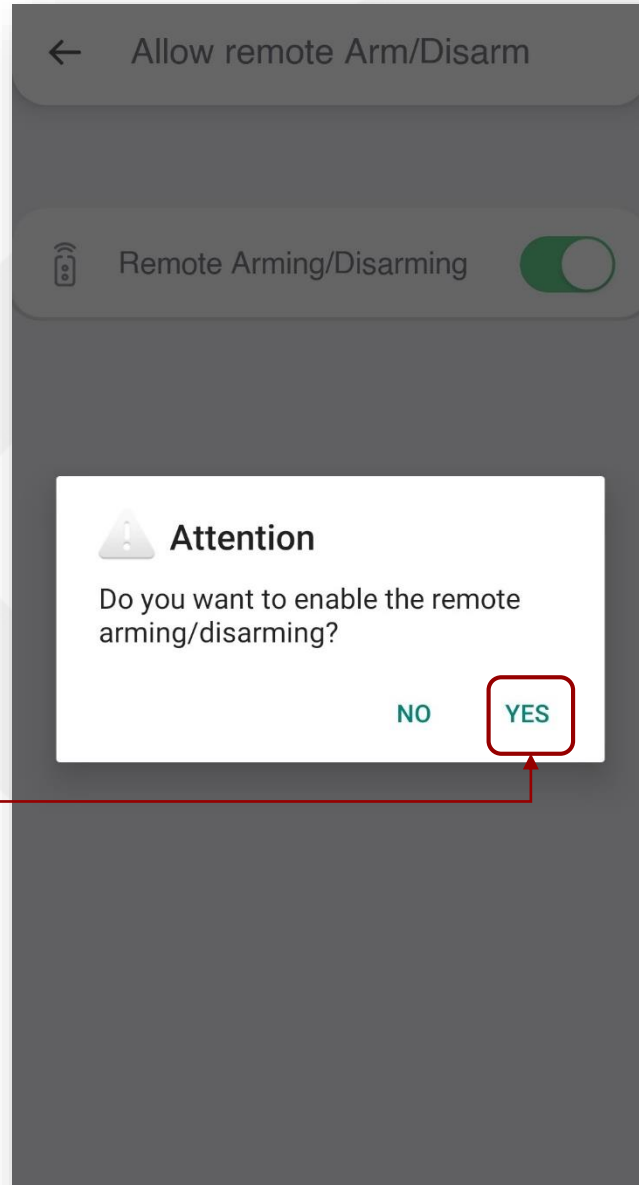 Allow remote Arm/Disarm
Remote Arming/Disarming
Attention
Do you want to enable the remote
arming/disarming?
NO YES